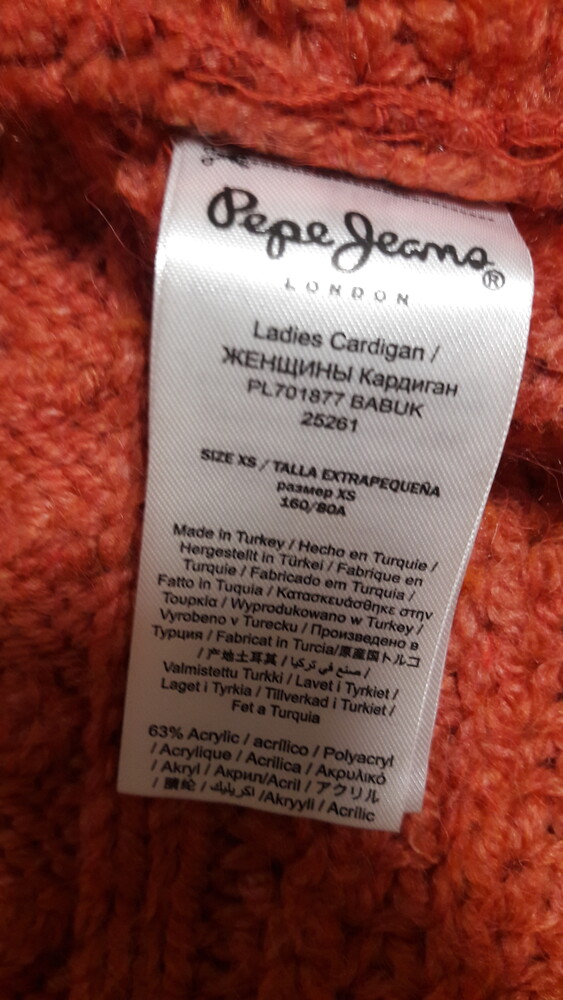 Pepe Jeans®
LONDON
Ladies Cardigan /
ЖЕНЩИНЫ Кардиган
PL701877 BABUK
25261
SIZE XS / TALLA EXTRAPEQUEÑA
размер XS
160/80A
Made in Turkey / Hecho en Turquie /
Hergestellt in Türkei / Fabrique en
Turquie / Fabricado em Turquia /
Fatto in Tuquia / Κατασκευάσθηκε στην
Τουρκία / Wyprodukowano w Turkey /
Vyrobeno v Turecku / Произведено в
Турция / Fabricat in Turcia/原産国トルコ
/ 产地土耳其 / صنع في تركيا /
Valmistettu Turkki / Lavet i Tyrkiet /
Laget i Tyrkia / Tillverkad i Turkiet /
Fet a Turquia
63% Acrylic / acrílico / Polyacryl
/ Acrylique / Acrilica / Ακρυλικό
/ Akryl / Акрил/Acril / アクリル
/ 腈纶 / اكريليك /Akryyli / Acrilic